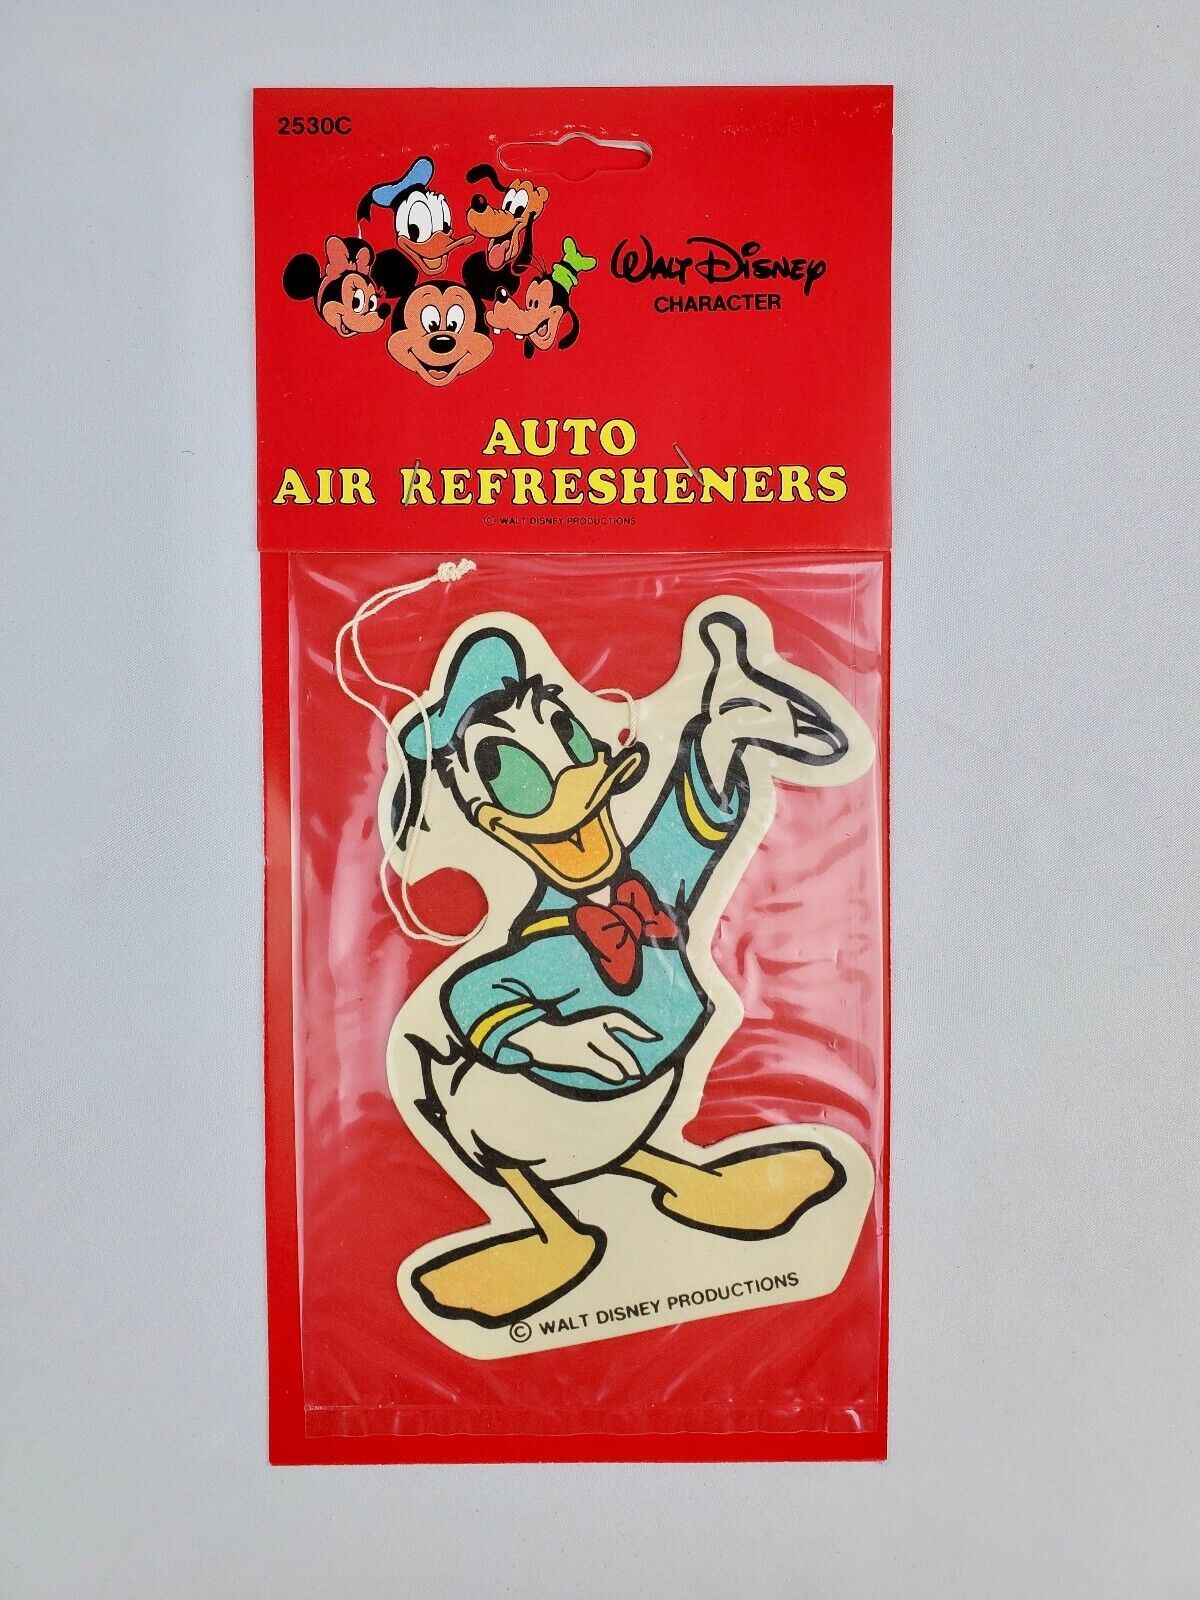 2530C
WALT DISNEY
CHARACTER
AUTO
AIR REFRESHENERS
© WALT DISNEY PRODUCTIONS
© WALT DISNEY PRODUCTIONS